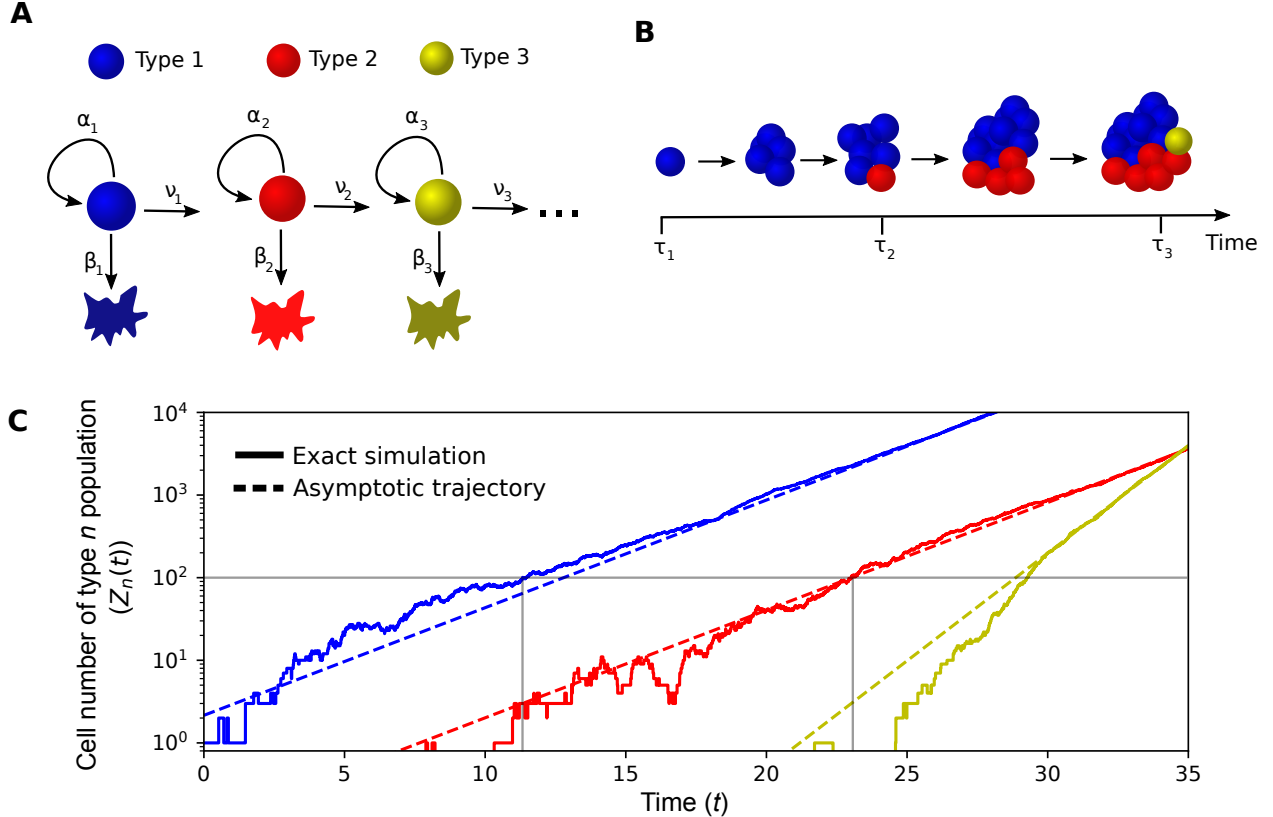 A
Type 1
Type 2
Type 3
α1
α2
α3
ν1
ν2
ν3
...
β1
β2
β3
B
τ1
τ2
τ3
Time
C
Cell number of type n population
(Zn(t))
10^4
10^3
10^2
10^1
10^0
Exact simulation
Asymptotic trajectory
0
5
10
15
20
25
30
35
Time (t)